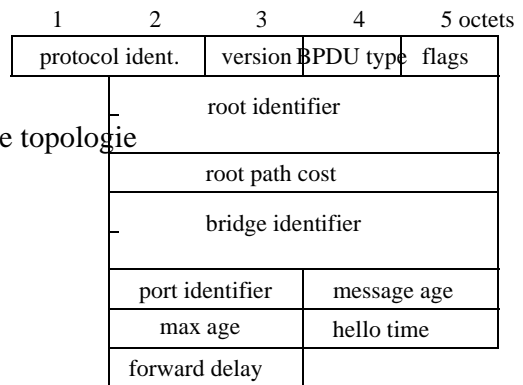 1 2 3 4 5 octets
protocol ident. version BPDU type flags
root identifier
e topologie
root path cost
bridge identifier
port identifier message age
max age hello time
forward delay